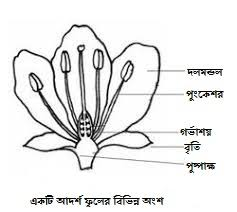 দলমন্ডল
পুংকেশর
গর্ভাশয়
বৃতি
পুষ্পাক্ষ
একটি আদর্শ ফুলের বিভিন্ন অংশ